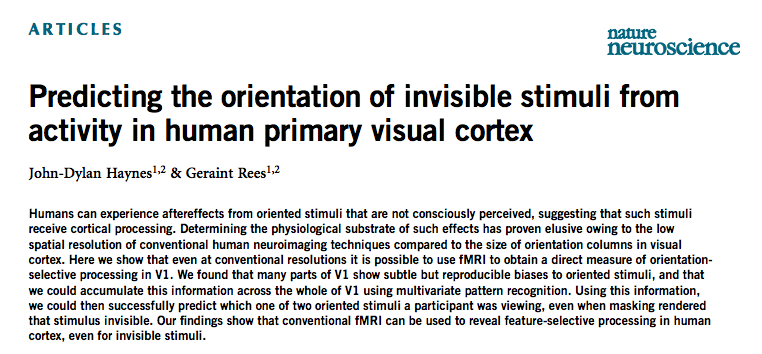 ARTICLES
nature
neuroscience
Predicting the orientation of invisible stimuli from
activity in human primary visual cortex
John-Dylan Haynes1,2 & Geraint Rees1,2
Humans can experience aftereffects from oriented stimuli that are not consciously perceived, suggesting that such stimuli
receive cortical processing. Determining the physiological substrate of such effects has proven elusive owing to the low
spatial resolution of conventional human neuroimaging techniques compared to the size of orientation columns in visual
cortex. Here we show that even at conventional resolutions it is possible to use fMRI to obtain a direct measure of orientation-
selective processing in V1. We found that many parts of V1 show subtle but reproducible biases to oriented stimuli, and that
we could accumulate this information across the whole of V1 using multivariate pattern recognition. Using this information,
we could then successfully predict which one of two oriented stimuli a participant was viewing, even when masking rendered
that stimulus invisible. Our findings show that conventional fMRI can be used to reveal feature-selective processing in human
cortex, even for invisible stimuli.